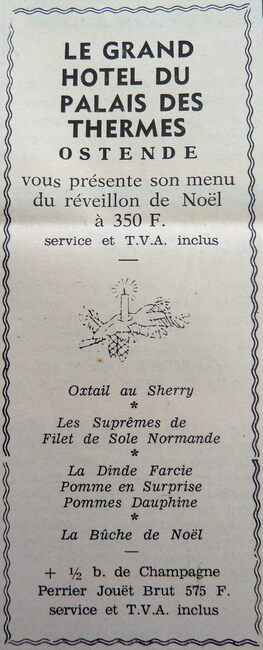 LE GRAND
HOTEL DU
PALAIS DES
THERMES
OSTENDE
vous présente son menu
du réveillon de Noël
à 350 F.
service et T.V.A. inclus
—
Oxtail au Sherry
*
Les Suprêmes de
Filet de Sole Normande
*
La Dinde Farcie
Pomme en Surprise
Pommes Dauphine
*
La Bûche de Noël
—
+ ½ b. de Champagne
Perrier Jouët Brut 575 F.
service et T.V.A. inclus